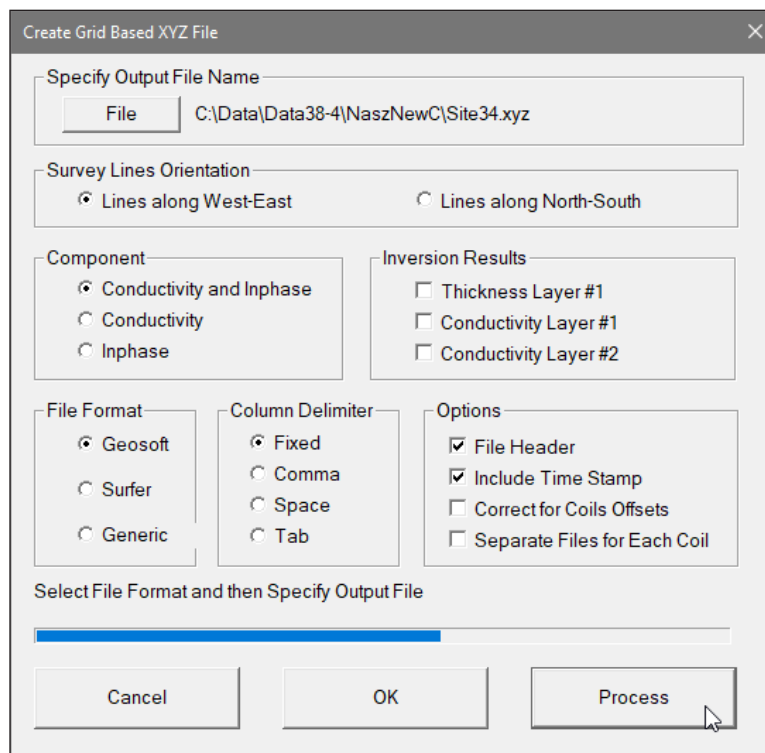 Create Grid Based XYZ File
Specify Output File Name
File C:\Data\Data38-4\NaszNewC\Site34.xyz
Survey Lines Orientation
Lines along West-East Lines along North-South
Component
Conductivity and Inphase
Conductivity
Inphase
Inversion Results
Thickness Layer #1
Conductivity Layer #1
Conductivity Layer #2
File Format
Geosoft
Surfer
Generic
Column Delimiter
Fixed
Comma
Space
Tab
Options
File Header
Include Time Stamp
Correct for Coils Offsets
Separate Files for Each Coil
Select File Format and then Specify Output File
Cancel OK Process